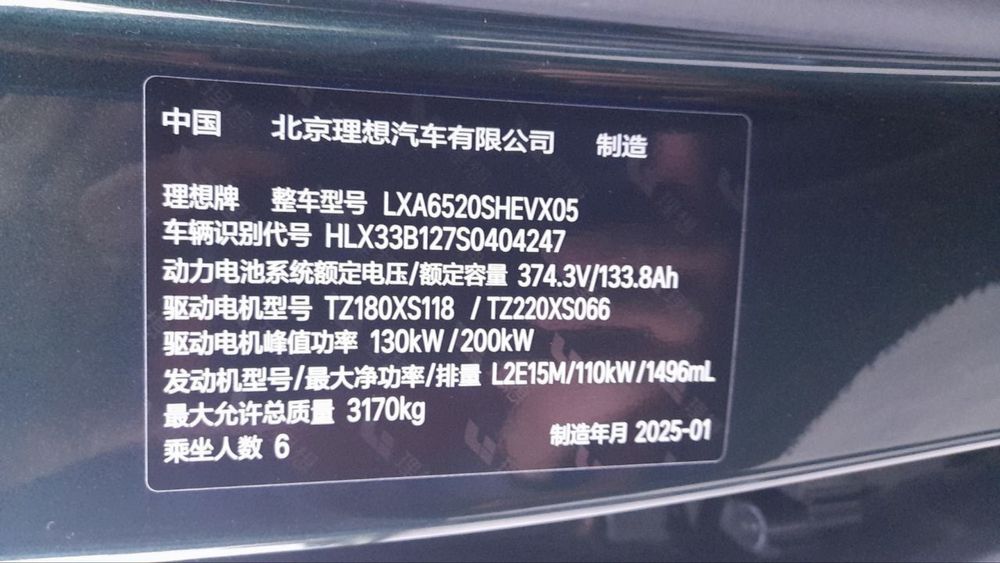 中国 北京理想汽车有限公司 制造
理想牌 整车型号 LXA6520SHEVX05
车辆识别代号 HLX33B127S0404247
动力电池系统额定电压/额定容量 374.3V/133.8Ah
驱动电机型号 TZ180XS118 / TZ220XS066
驱动电机峰值功率 130kW/200kW
发动机型号/最大净功率/排量 L2E15M/110kW/1496mL
最大允许总质量 3170kg
乘坐人数 6 制造年月 2025-01